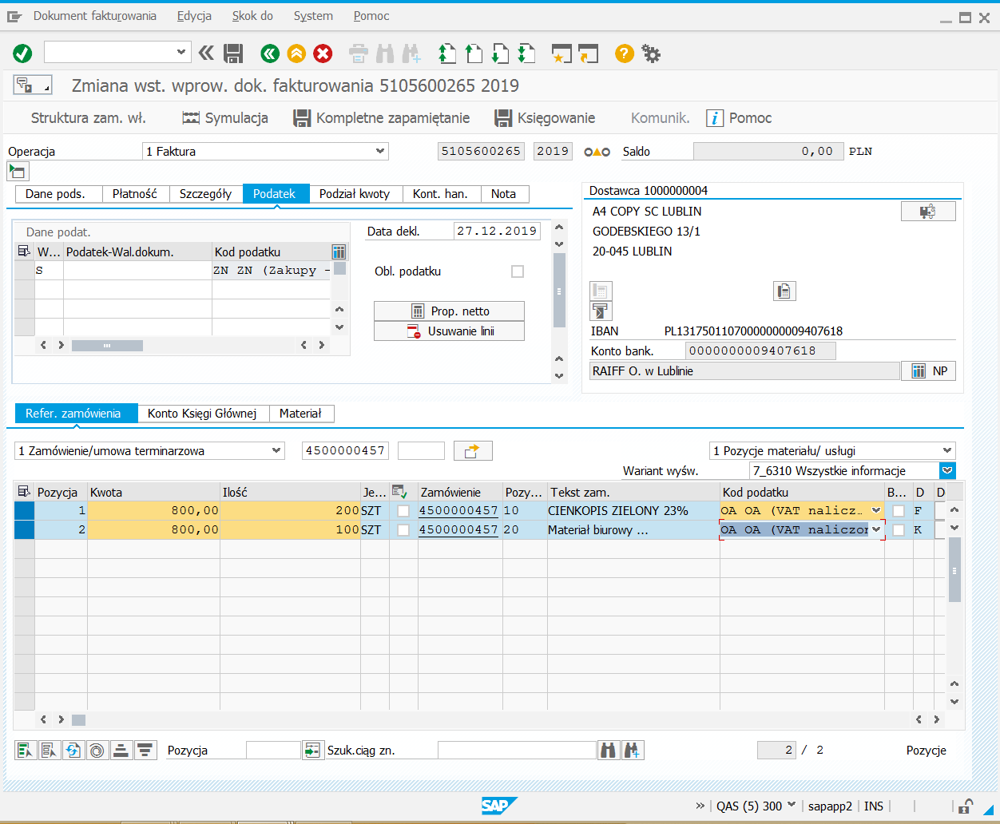 Dokument fakturowania Edycja Skok do System Pomoc
Zmiana wst. wprow. dok. fakturowania 5105600265 2019
Struktura zam. wł. Symulacja Kompletne zapamiętanie Księgowanie Komunik. Pomoc
Operacja 1 Faktura 5105600265 2019 Saldo 0,00 PLN
Dane pods. Płatność Szczegóły Podatek Podział kwoty Kont. han. Nota
Dane podat.
W... Podatek-Wal.dokum. Kod podatku
S ZN ZN (Zakupy -
Data dekl. 27.12.2019
Obl. podatku
Prop. netto
Usuwanie linii
Dostawca 1000000004
A4 COPY SC LUBLIN
GODEBSKIEGO 13/1
20-045 LUBLIN
IBAN PL13175011070000000009407618
Konto bank. 0000000009407618
RAIFF O. w Lublinie NP
Refer. zamówienia Konto Księgi Głównej Materiał
1 Zamówienie/umowa terminarzowa 4500000457 1 Pozycje materiału/ usługi
Wariant wyśw. 7_6310 Wszystkie informacje
Pozycja Kwota Ilość Je... Zamówienie Pozy... Tekst zam. Kod podatku B... D D
1 800,00 200 SZT 4500000457 10 CIENKOPIS ZIELONY 23% OA OA (VAT nalicz... F
2 800,00 100 SZT 4500000457 20 Materiał biurowy ... OA OA (VAT naliczon K
Pozycja Szuk.ciąg zn. 2 / 2 Pozycje
SAP QAS (5) 300 sapapp2 INS